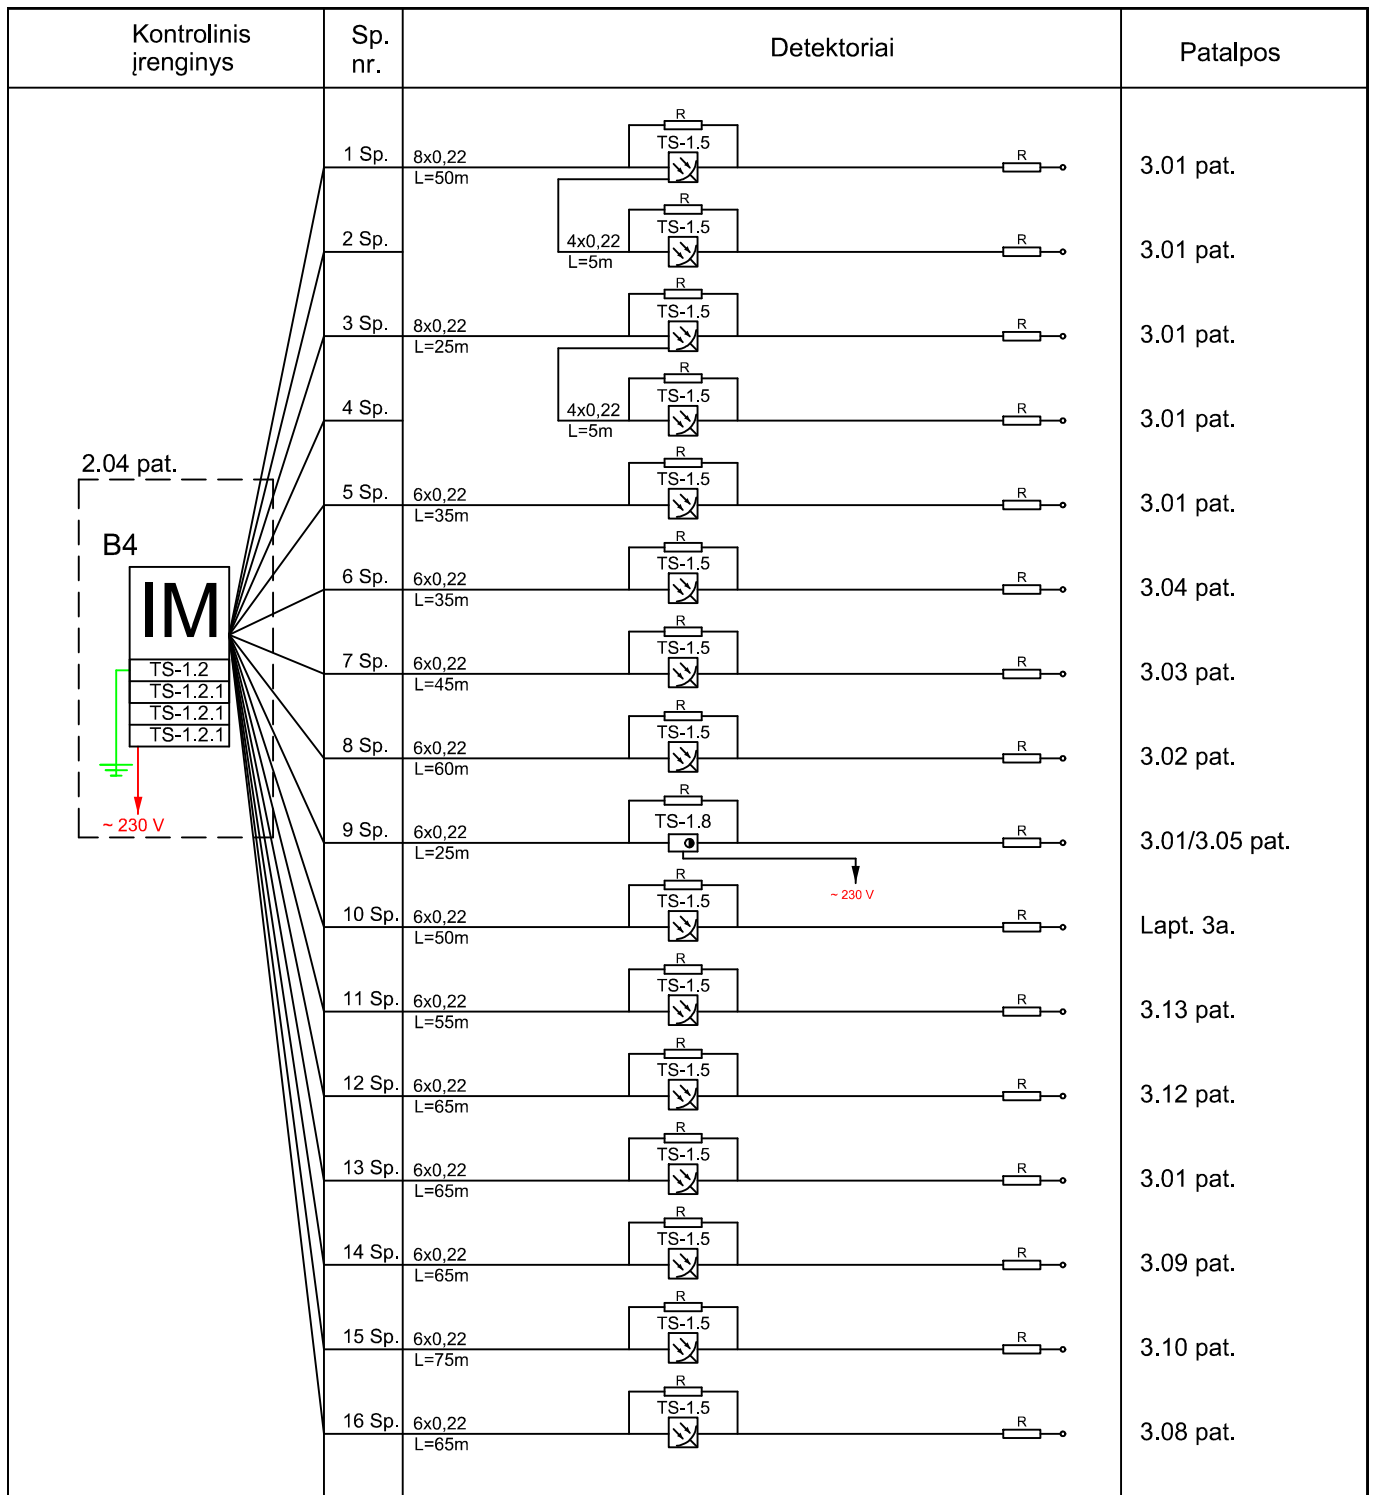 Kontrolinis
įrenginys
Sp.
nr.
Detektoriai
Patalpos
R
TS-1.5
1 Sp.
8x0,22
L=50m
R
3.01 pat.
R
TS-1.5
2 Sp.
4x0,22
L=5m
R
3.01 pat.
R
TS-1.5
3 Sp.
8x0,22
L=25m
R
3.01 pat.
R
TS-1.5
4 Sp.
4x0,22
L=5m
R
3.01 pat.
2.04 pat.
B4
IM
TS-1.2
TS-1.2.1
TS-1.2.1
TS-1.2.1
~ 230 V
R
TS-1.5
5 Sp.
6x0,22
L=35m
R
3.01 pat.
R
TS-1.5
6 Sp.
6x0,22
L=35m
R
3.04 pat.
R
TS-1.5
7 Sp.
6x0,22
L=45m
R
3.03 pat.
R
TS-1.5
8 Sp.
6x0,22
L=60m
R
3.02 pat.
R
TS-1.8
9 Sp.
6x0,22
L=25m
R
3.01/3.05 pat.
~ 230 V
R
TS-1.5
10 Sp.
6x0,22
L=50m
R
Lapt. 3a.
R
TS-1.5
11 Sp.
6x0,22
L=55m
R
3.13 pat.
R
TS-1.5
12 Sp.
6x0,22
L=65m
R
3.12 pat.
R
TS-1.5
13 Sp.
6x0,22
L=65m
R
3.01 pat.
R
TS-1.5
14 Sp.
6x0,22
L=65m
R
3.09 pat.
R
TS-1.5
15 Sp.
6x0,22
L=75m
R
3.10 pat.
R
TS-1.5
16 Sp.
6x0,22
L=65m
R
3.08 pat.